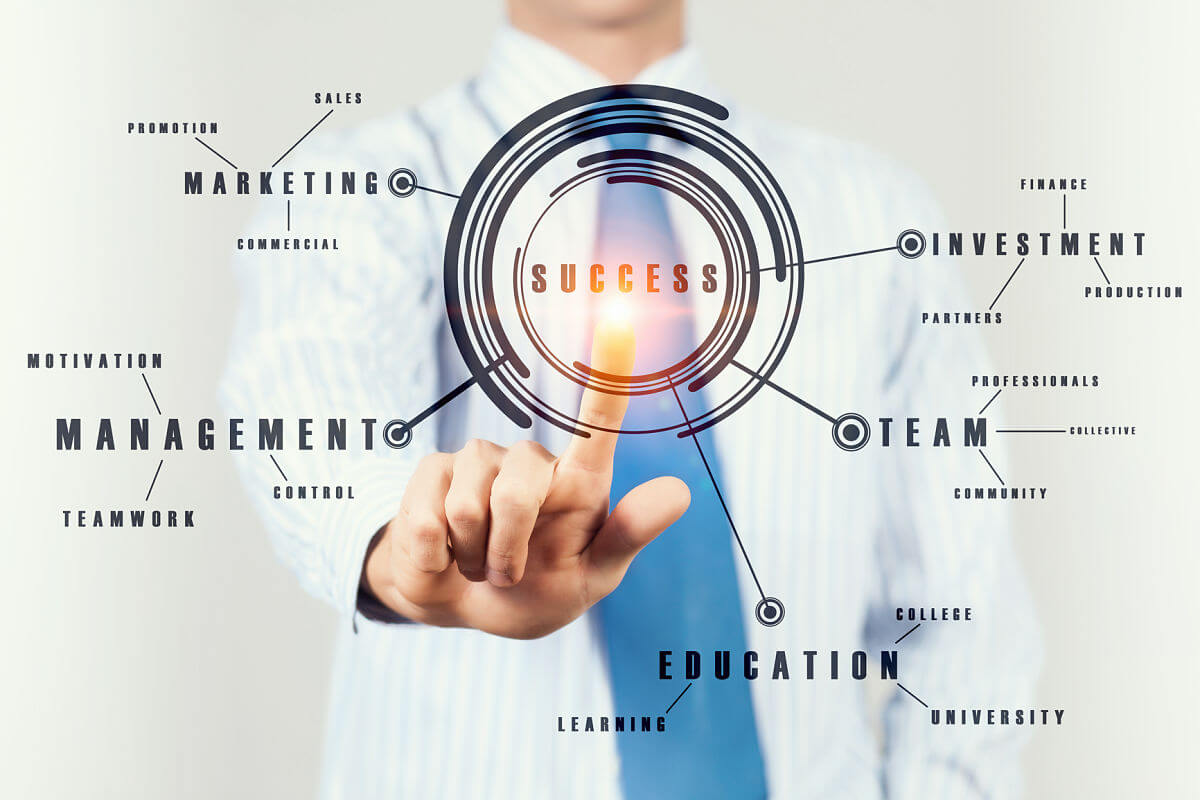 SALES
PROMOTION
MARKETING
COMMERCIAL
SUCCESS
FINANCE
INVESTMENT
PRODUCTION
PARTNERS
MOTIVATION
MANAGEMENT
CONTROL
TEAMWORK
PROFESSIONALS
TEAM
COLLECTIVE
COMMUNITY
COLLEGE
EDUCATION
LEARNING
UNIVERSITY